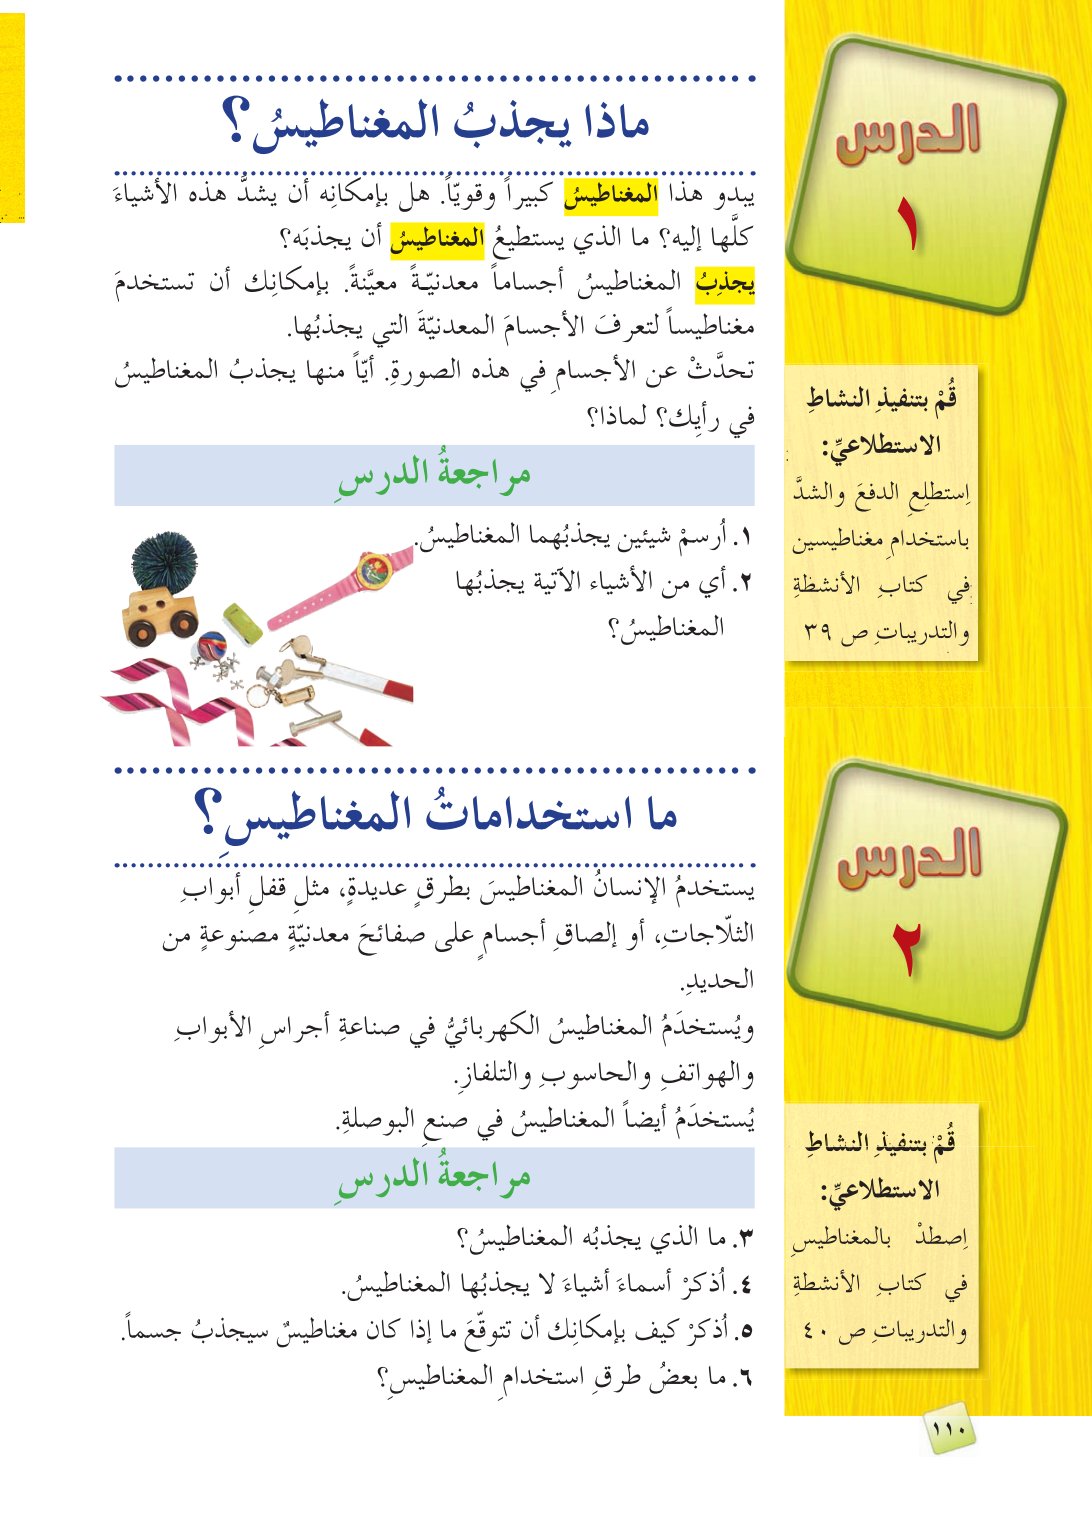 الدرس
١
ماذا يجذبُ المغناطيسُ؟
يبدو هذا المغناطيسُ كبيراً وقويّاً. هل بإمكانِه أن يشدَّ هذه الأشياءَ
كلَّها إليه؟ ما الذي يستطيعُ المغناطيسُ أن يجذبَه؟
يجذِبُ المغناطيسُ أجساماً معدنيّـةً معيَّنةً. بإمكانِك أن تستخدمَ
مغناطيساً لتعرفَ الأجسامَ المعدنيّةَ التي يجذبُها.
تحدَّثْ عن الأجسامِ في هذه الصورةِ. أيّاً منها يجذبُ المغناطيسُ
في رأيِك؟ لماذا؟
قُمْ بتنفيذِ النشاطِ
الاستطلاعيِّ:
اِستطلِعِ الدفعَ والشدَّ
باستخدامِ مغناطيسين
في كتابِ الأنشطةِ
والتدريباتِ ص ٣٩
مراجعةُ الدرسِ
١. اُرسمْ شيئين يجذبُهما المغناطيسُ.
٢. أي من الأشياء الآتية يجذبُها
المغناطيسُ؟
الدرس
٢
ما استخداماتُ المغناطيسِ؟
يستخدمُ الإنسانُ المغناطيسَ بطرقٍ عديدةٍ، مثلِ قفلِ أبوابِ
الثلّاجاتِ، أو إلصاقِ أجسامٍ على صفائحَ معدنيّةٍ مصنوعةٍ من
الحديدِ.
ويُستخدَمُ المغناطيسُ الكهربائيُّ في صناعةِ أجراسِ الأبوابِ
والهواتفِ والحاسوبِ والتلفازِ.
يُستخدَمُ أيضاً المغناطيسُ في صنعِ البوصلةِ.
قُمْ بتنفيذِ النشاطِ
الاستطلاعيِّ:
اِصطدْ بالمغناطيسِ
في كتابِ الأنشطةِ
والتدريباتِ ص ٤٠
مراجعةُ الدرسِ
٣. ما الذي يجذبُه المغناطيسُ؟
٤. اُذكرْ أسماءَ أشياءَ لا يجذبُها المغناطيسُ.
٥. اُذكرْ كيف بإمكانِك أن تتوقّعَ ما إذا كان مغناطيسٌ سيجذبُ جسماً.
٦. ما بعضُ طرقِ استخدامِ المغناطيسِ؟
١١٠